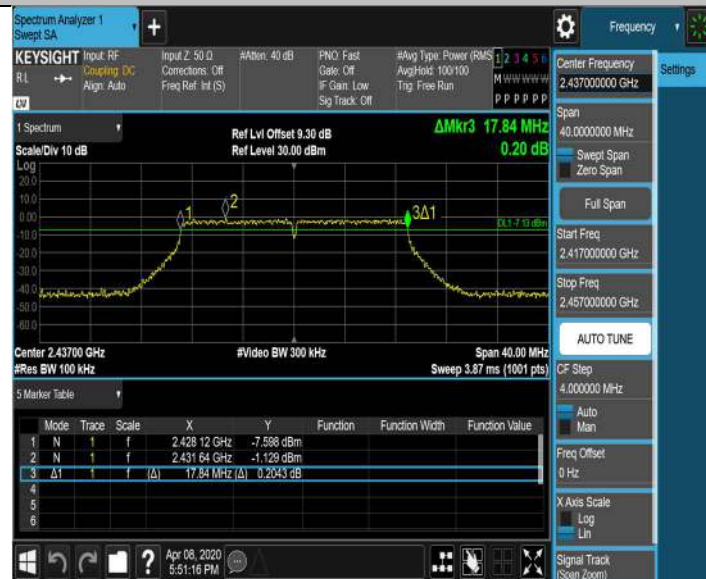 Spectrum Analyzer 1
Swept SA
Frequency
KEYSIGHT
RL
Input: RF
Coupling: DC
Align: Auto
Input Z: 50 Ω
Corrections: Off
Freq Ref: Int (S)
#Atten: 40 dB
PNO: Fast
Gate: Off
IF Gain: Low
Sig Track: Off
#Avg Type: Power (RMS
Avg|Hold: 100/100
Trig: Free Run
1 2 3 4 5 6
M W W W W W
P P P P P P
Center Frequency
2.437000000 GHz
Settings
Span
40.0000000 MHz
Swept Span
Zero Span
Full Span
Start Freq
2.417000000 GHz
Stop Freq
2.457000000 GHz
AUTO TUNE
CF Step
4.000000 MHz
Auto
Man
Freq Offset
0 Hz
X Axis Scale
Log
Lin
Signal Track
(Span Zoom)
1 Spectrum
Scale/Div 10 dB
Ref Lvl Offset 9.30 dB
Ref Level 30.00 dBm
ΔMkr3 17.84 MHz
0.20 dB
Log
20.0
10.0
0.00
-10.0
-20.0
-30.0
-40.0
-50.0
-60.0
1
2
3Δ1
DL1 -7.13 dBm
Center 2.43700 GHz
#Video BW 300 kHz
Span 40.00 MHz
#Res BW 100 kHz
Sweep 3.87 ms (1001 pts)
5 Marker Table
Mode Trace Scale X Y Function Function Width Function Value
1 N 1 f 2.428 12 GHz -7.598 dBm
2 N 1 f 2.431 64 GHz -1.129 dBm
3 Δ1 1 f (Δ) 17.84 MHz (Δ) 0.2043 dB
4
5
6
?
Apr 08, 2020
5:51:16 PM